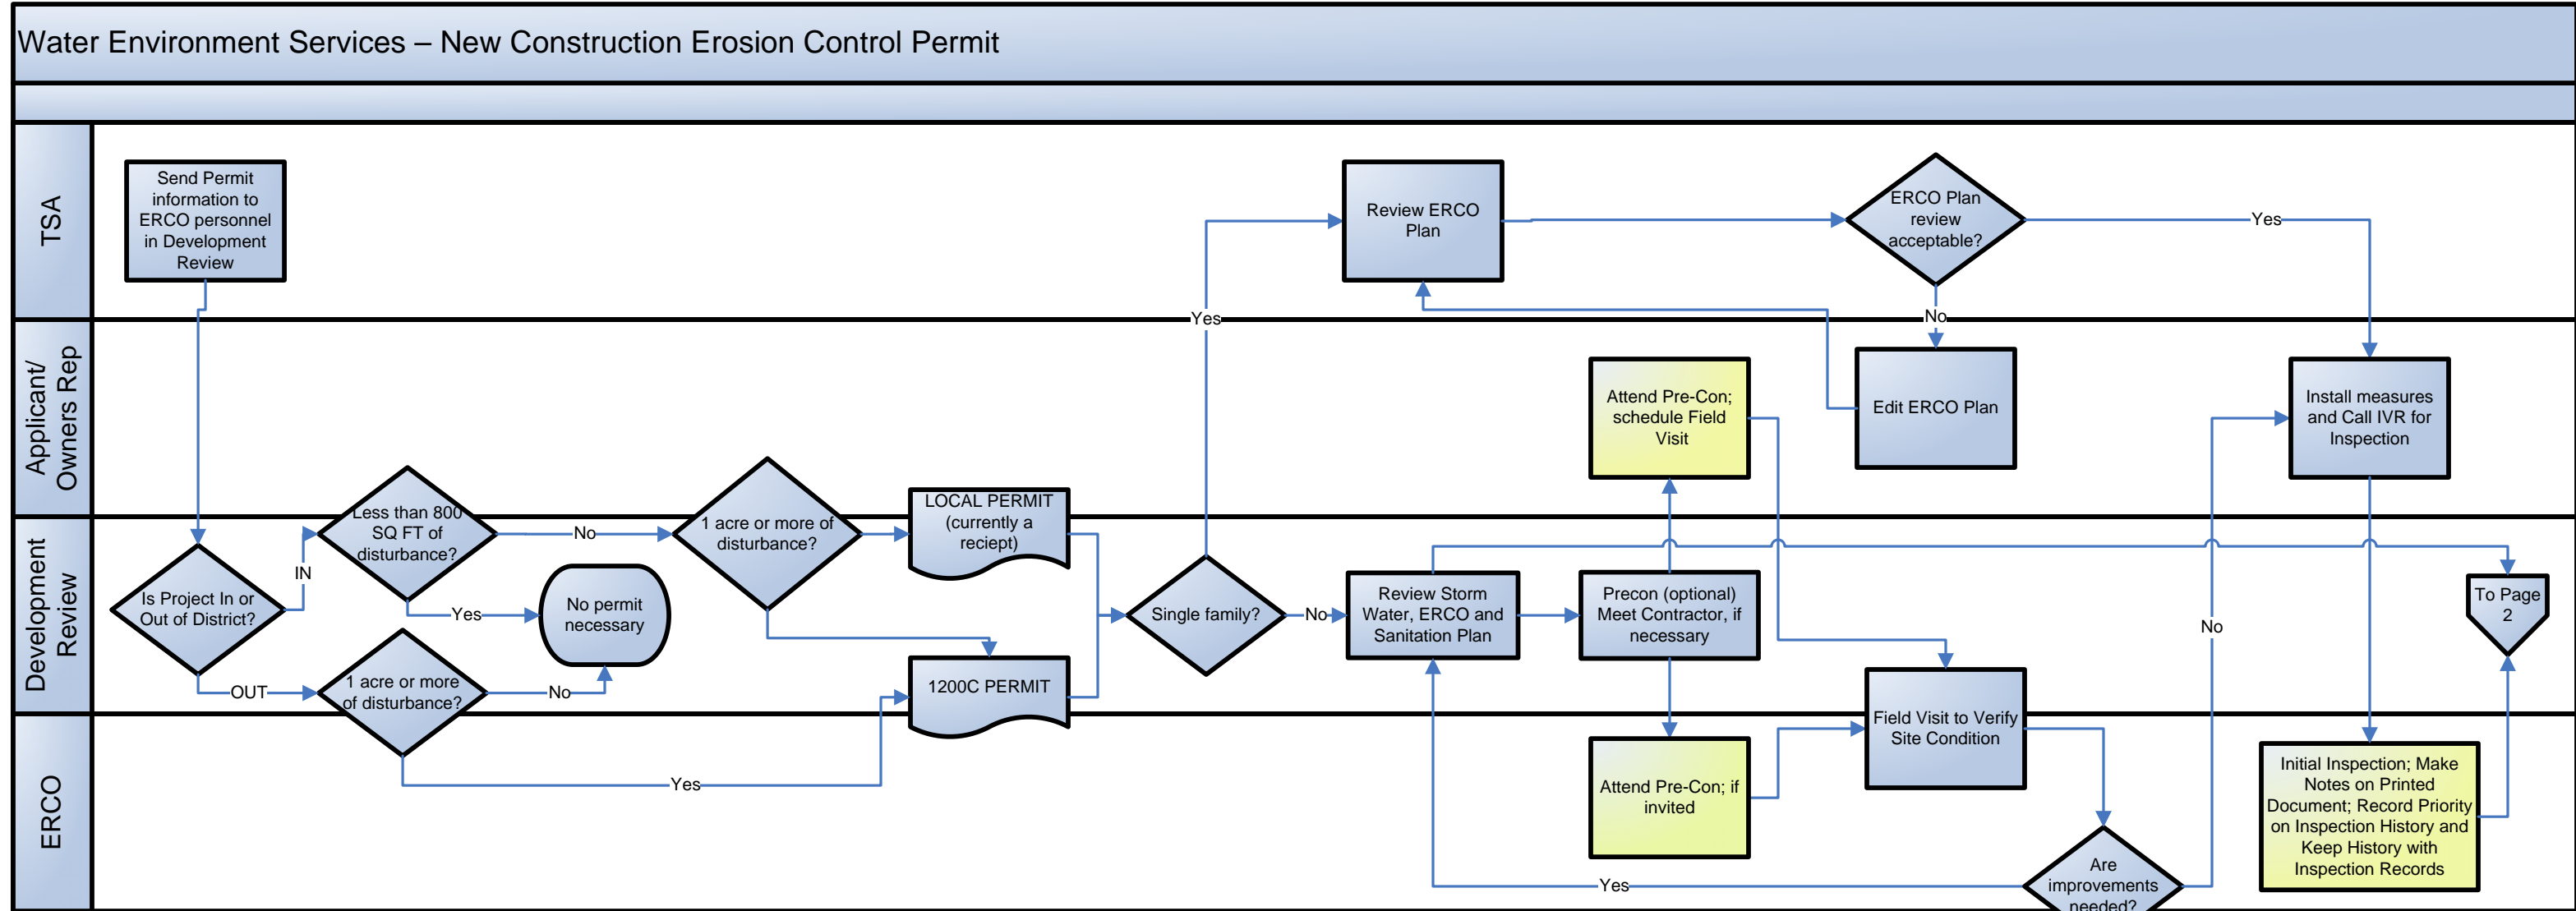 Water Environment Services – New Construction Erosion Control Permit
TSA
Send Permit
information to
ERCO personnel
in Development
Review
Review ERCO
Plan
ERCO Plan
review
acceptable?
Yes
Yes
No
Applicant/
Owners Rep
Attend Pre-Con;
schedule Field
Visit
Edit ERCO Plan
Install measures
and Call IVR for
Inspection
Development
Review
Is Project In or
Out of District?
IN
OUT
Less than 800
SQ FT of
disturbance?
No
Yes
1 acre or more
of disturbance?
No
No permit
necessary
1 acre or more of
disturbance?
LOCAL PERMIT
(currently a
reciept)
1200C PERMIT
Single family?
No
Review Storm
Water, ERCO and
Sanitation Plan
Precon (optional)
Meet Contractor, if
necessary
No
To Page
2
ERCO
Yes
Attend Pre-Con; if
invited
Field Visit to Verify
Site Condition
Yes
Are
improvements
needed?
Initial Inspection; Make
Notes on Printed
Document; Record Priority
on Inspection History and
Keep History with
Inspection Records